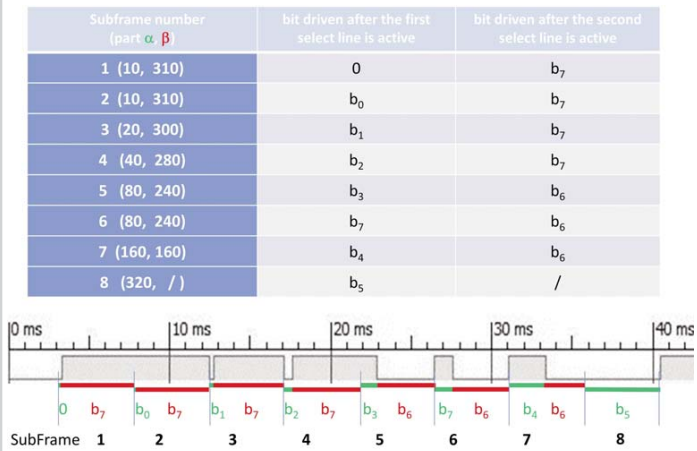 Subframe number bit driven after the first bit driven after the second
(part α, β) select line is active select line is active
1 (10, 310) 0 b₇
2 (10, 310) b₀ b₇
3 (20, 300) b₁ b₇
4 (40, 280) b₂ b₇
5 (80, 240) b₃ b₆
6 (80, 240) b₇ b₆
7 (160, 160) b₄ b₆
8 (320, / ) b₅ /
0 ms 10 ms 20 ms 30 ms 40 ms
0 b₇ b₀ b₇ b₁ b₇ b₂ b₇ b₃ b₆ b₇ b₆ b₄ b₆ b₅
SubFrame 1 2 3 4 5 6 7 8